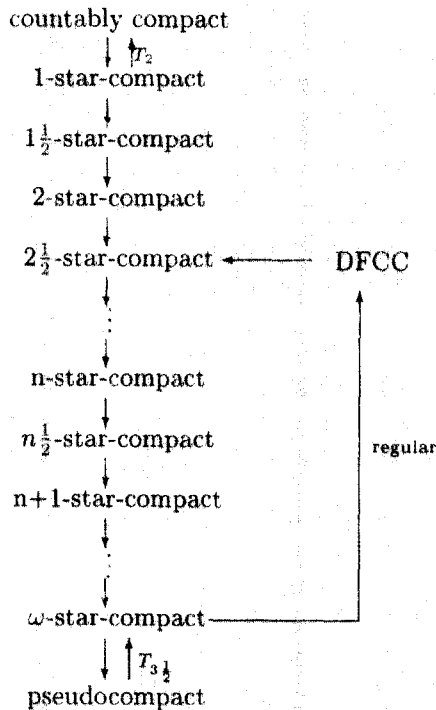 countably compact
T₂
1-star-compact
1½-star-compact
2-star-compact
2½-star-compact DFCC
n-star-compact
n½-star-compact
regular
n+1-star-compact
ω-star-compact
T₃½
pseudocompact